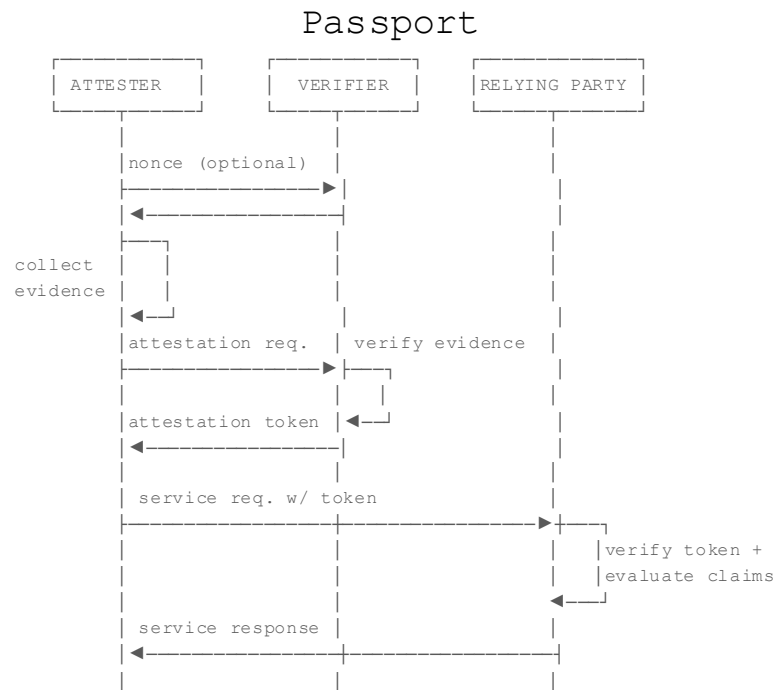 Passport
ATTESTER VERIFIER RELYING PARTY
nonce (optional)
collect
evidence
attestation req. verify evidence
attestation token
service req. w/ token
verify token +
evaluate claims
service response